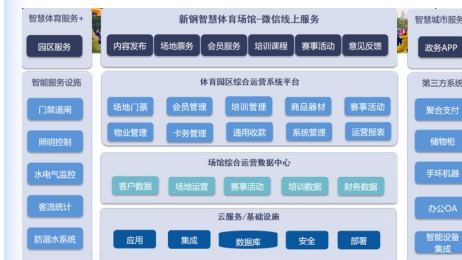 智慧体育服务+
新钢智慧体育场馆-微信线上服务
智慧城市服务
园区服务
内容发布 场地票务 会员服务 培训课程 赛事活动 意见反馈
政务APP
智能服务设施
体育园区综合运营系统平台
第三方系统
门禁道闸
场地门票 会员管理 培训管理 商品器材 赛事活动
聚合支付
物业管理 卡务管理 通用收款 系统管理 运营报表
照明控制
储物柜
场馆综合运营数据中心
水电气监控
客户数据 场地运营 赛事活动 培训数据 财务数据
手环机器
客流统计
云服务/基础设施
办公OA
防溺水系统
应用 集成 数据库 安全 部署
智能设备
集成